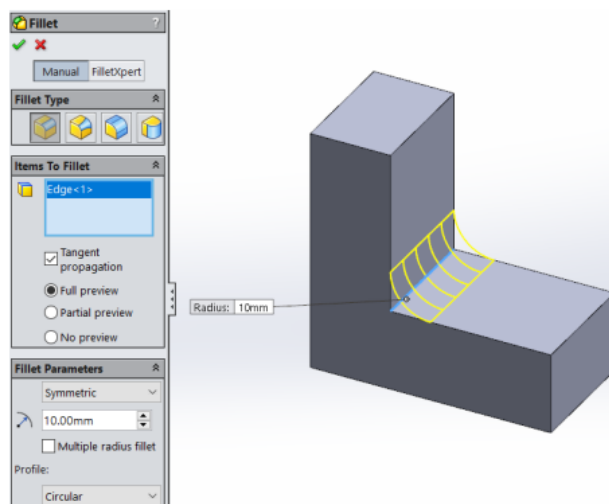 Fillet
?
Manual FilletXpert
Fillet Type
Items To Fillet
Edge<1>
Tangent
propagation
Full preview
Partial preview
No preview
Radius: 10mm
Fillet Parameters
Symmetric
10.00mm
Multiple radius fillet
Profile:
Circular